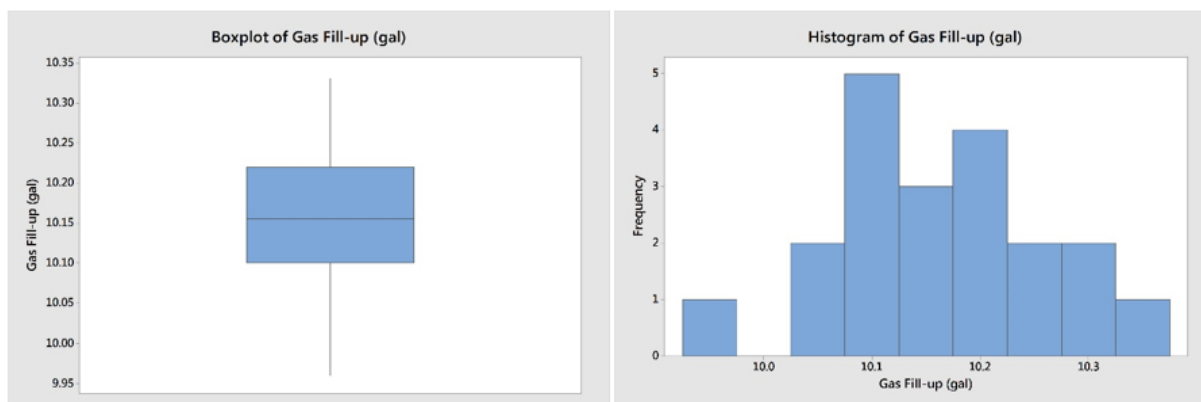 Boxplot of Gas Fill-up (gal)
10.35
10.30
10.25
10.20
10.15
10.10
10.05
10.00
9.95
Gas Fill-up (gal)
Histogram of Gas Fill-up (gal)
5
4
3
2
1
0
Frequency
10.0 10.1 10.2 10.3
Gas Fill-up (gal)